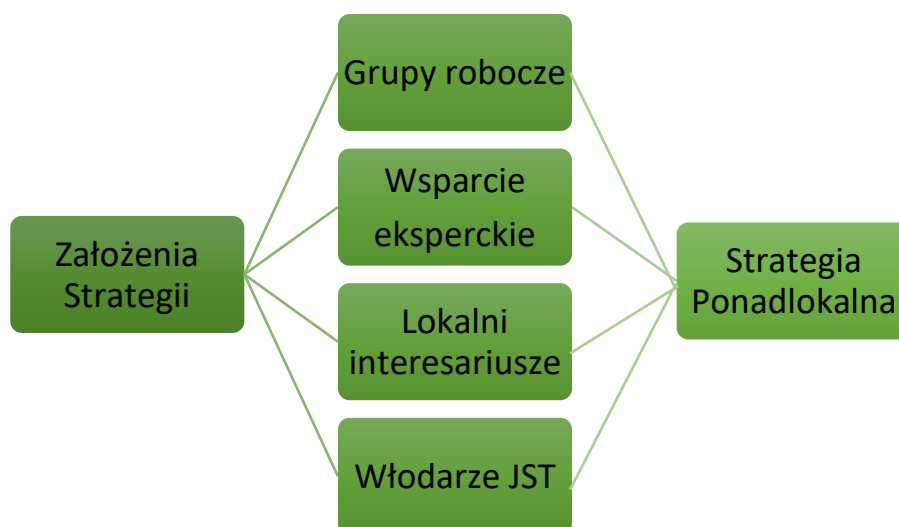 Założenia
Strategii
Grupy robocze
Wsparcie
eksperckie
Lokalni
interesariusze
Włodarze JST
Strategia
Ponadlokalna